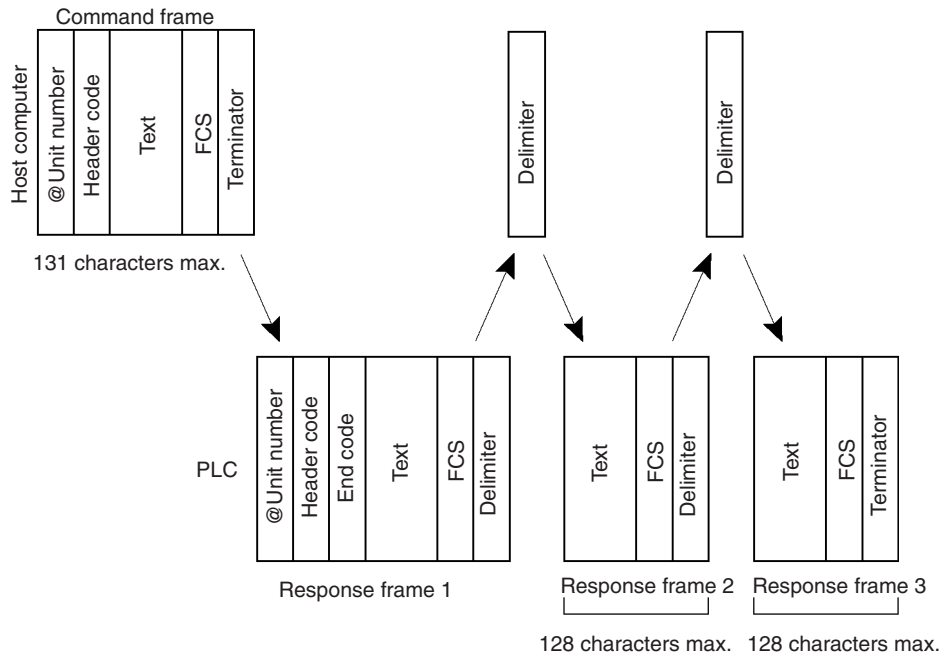 Command frame
Host computer
@Unit number
Header code
Text
FCS
Terminator
131 characters max.
Delimiter
Delimiter
PLC
@Unit number
Header code
End code
Text
FCS
Delimiter
Response frame 1
Text
FCS
Delimiter
Response frame 2
128 characters max.
Text
FCS
Terminator
Response frame 3
128 characters max.